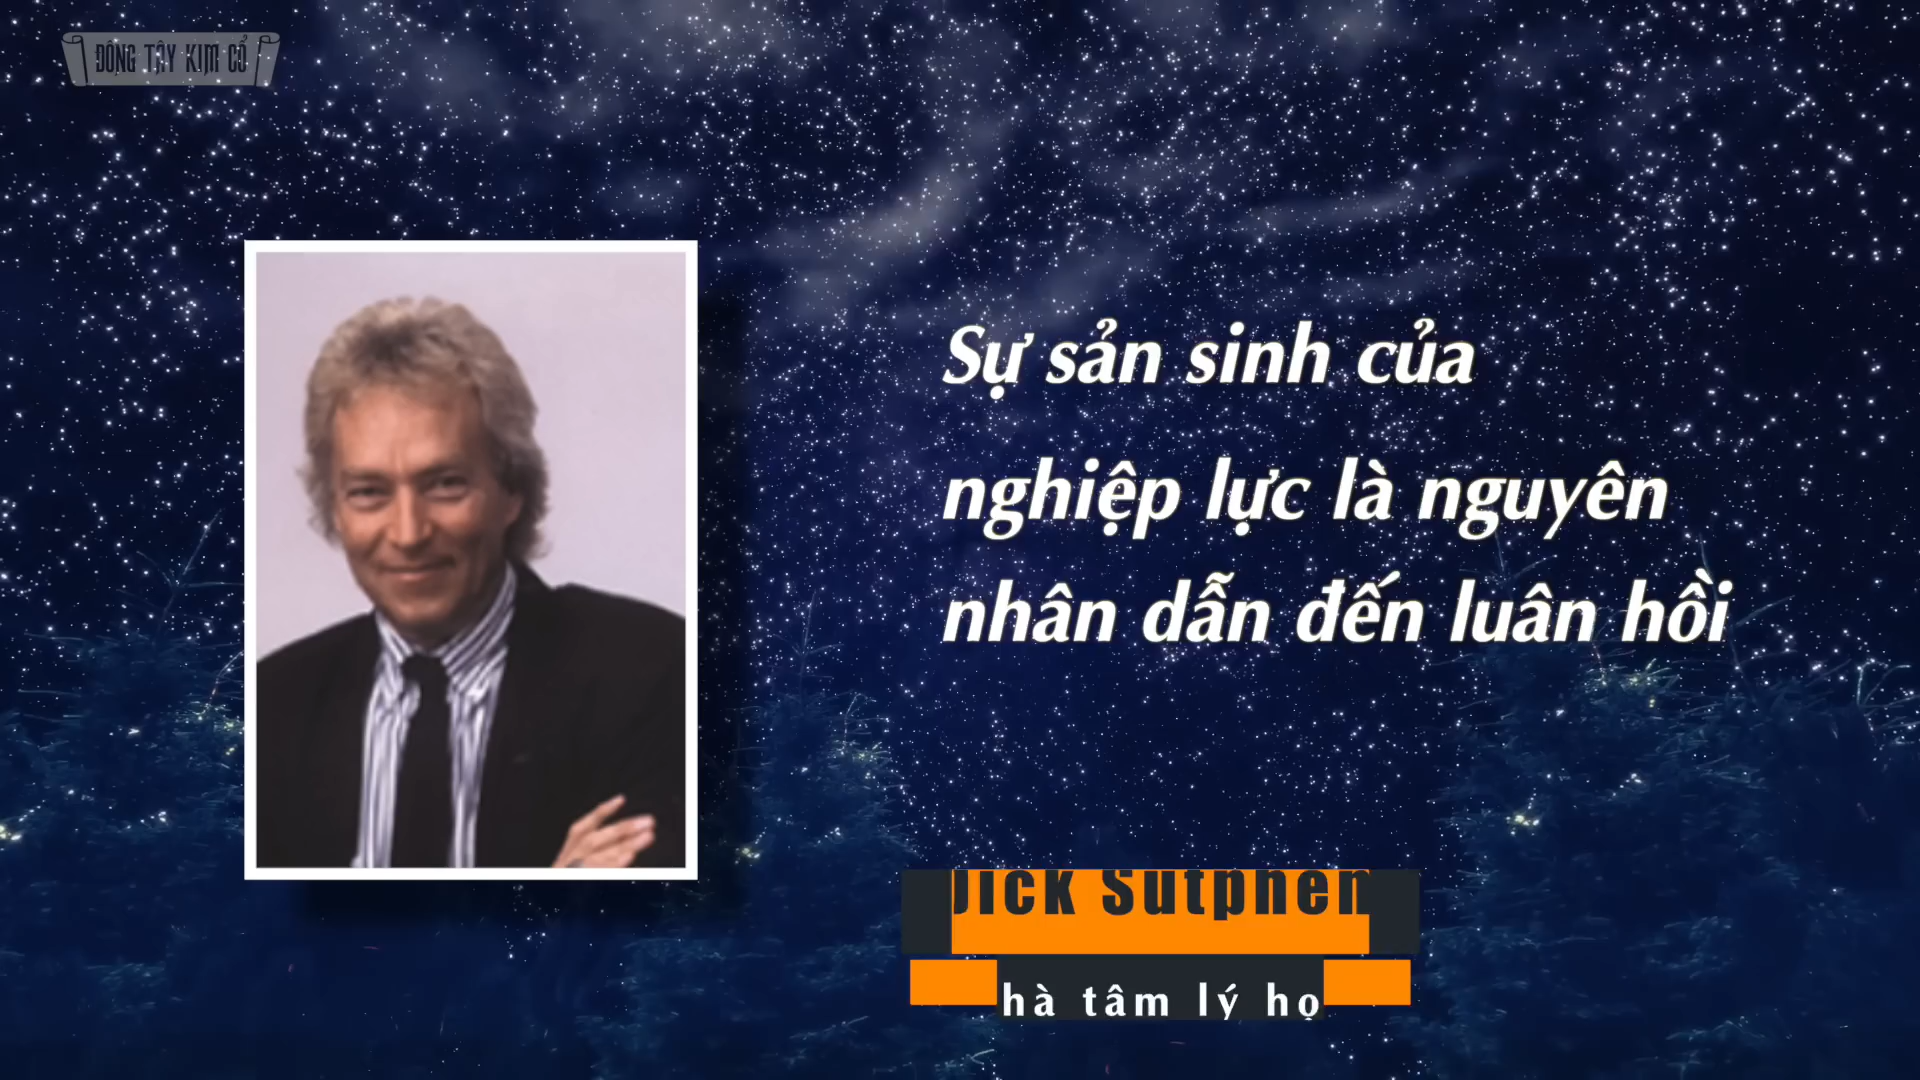 ĐÔNG TÂY KIM CỔ
Sự sản sinh của
nghiệp lực là nguyên
nhân dẫn đến luân hồi
Dick Sutphen
hà tâm lý họ